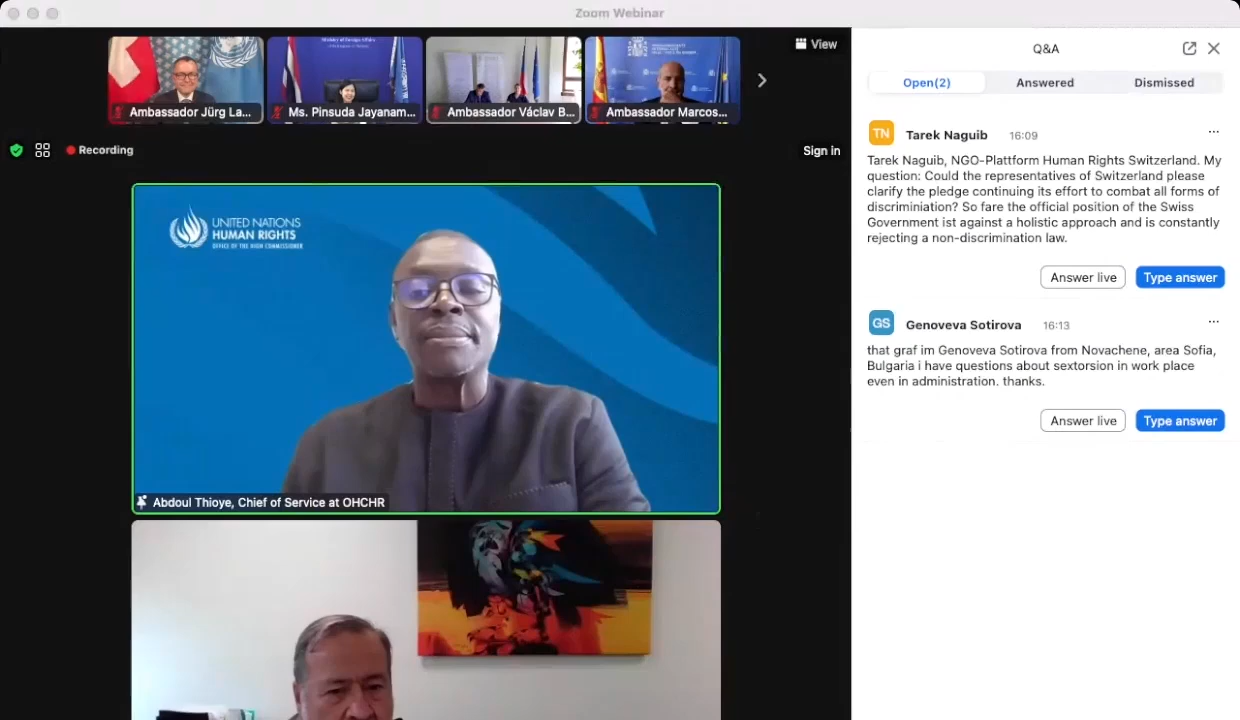 Zoom Webinar
View
Ambassador Jürg La...
Ms. Pinsuda Jayanam...
Ambassador Václav B...
Ambassador Marcos...
Recording
Sign in
UNITED NATIONS
HUMAN RIGHTS
OFFICE OF THE HIGH COMMISSIONER
Abdoul Thioye, Chief of Service at OHCHR
Q&A
Open(2)
Answered
Dismissed
TN
Tarek Naguib
16:09
...
Tarek Naguib, NGO-Plattform Human Rights Switzerland. My
question: Could the representatives of Switzerland please
clarify the pledge continuing its effort to combat all forms of
discriminiation? So fare the official position of the Swiss
Government ist against a holistic approach and is constantly
rejecting a non-discrimination law.
Answer live
Type answer
GS
Genoveva Sotirova
16:13
...
that graf im Genoveva Sotirova from Novachene, area Sofia,
Bulgaria i have questions about sextorsion in work place
even in administration. thanks.
Answer live
Type answer